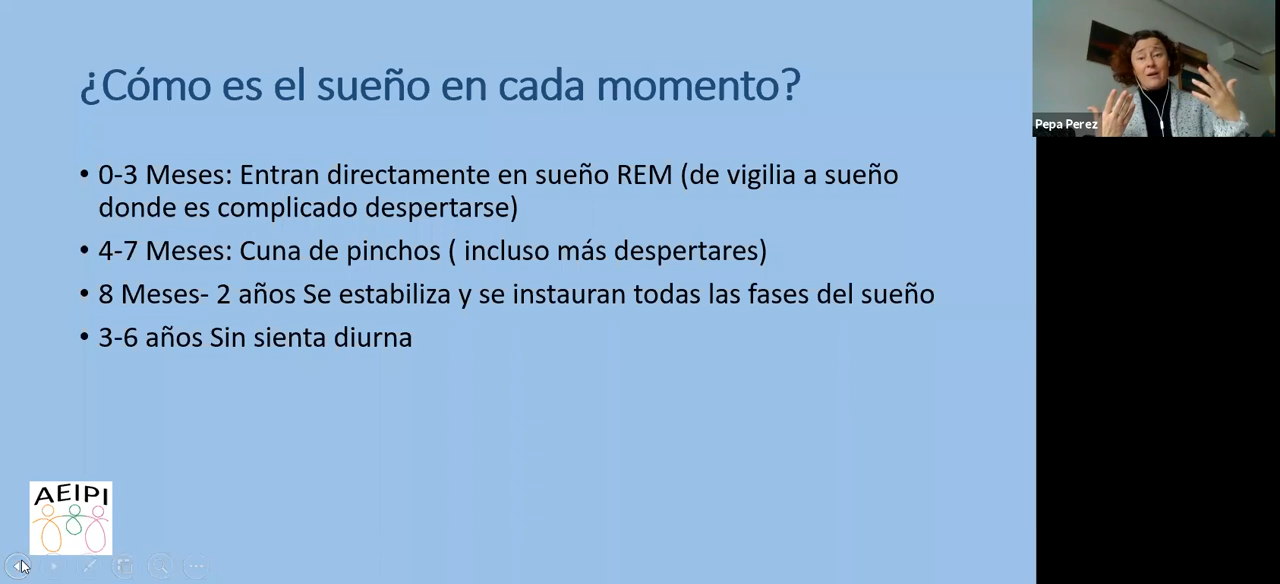 ¿Cómo es el sueño en cada momento?
Pepa Perez
• 0-3 Meses: Entran directamente en sueño REM (de vigilia a sueño
donde es complicado despertarse)
• 4-7 Meses: Cuna de pinchos ( incluso más despertares)
• 8 Meses- 2 años Se estabiliza y se instauran todas las fases del sueño
• 3-6 años Sin sienta diurna
AEIPI